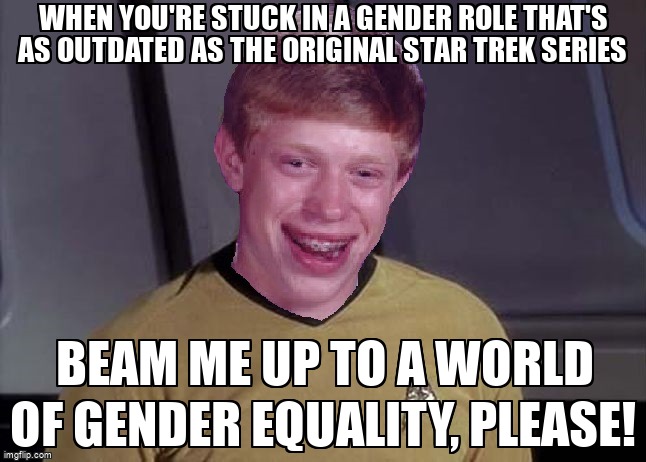 WHEN YOU'RE STUCK IN A GENDER ROLE THAT'S
AS OUTDATED AS THE ORIGINAL STAR TREK SERIES
BEAM ME UP TO A WORLD
OF GENDER EQUALITY, PLEASE!
imgflip.com